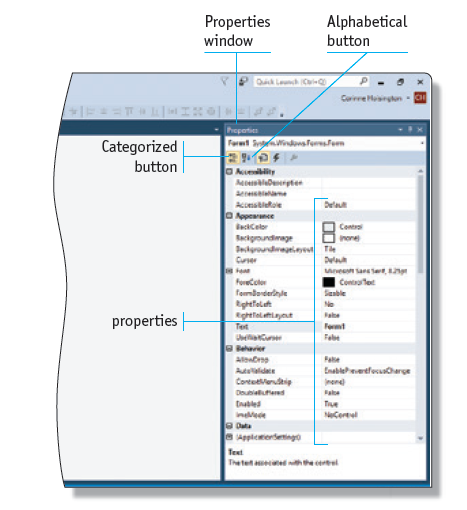 Properties
window
Alphabetical
button
Quick Launch (Ctrl+Q)
Corinne Hoisington
CH
Categorized
button
properties
Properties
Form1 System.Windows.Forms.Form
Accessibility
AccessibleDescription
AccessibleName
AccessibleRole Default
Appearance
BackColor Control
BackgroundImage (none)
BackgroundImageLayout Tile
Cursor Default
Font Microsoft Sans Serif, 8.25pt
ForeColor ControlText
FormBorderStyle Sizable
RightToLeft No
RightToLeftLayout False
Text Form1
UseWaitCursor False
Behavior
AllowDrop False
AutoValidate EnablePreventFocusChange
ContextMenuStrip (none)
DoubleBuffered False
Enabled True
ImeMode NoControl
Data
(ApplicationSettings)
Text
The text associated with the control.